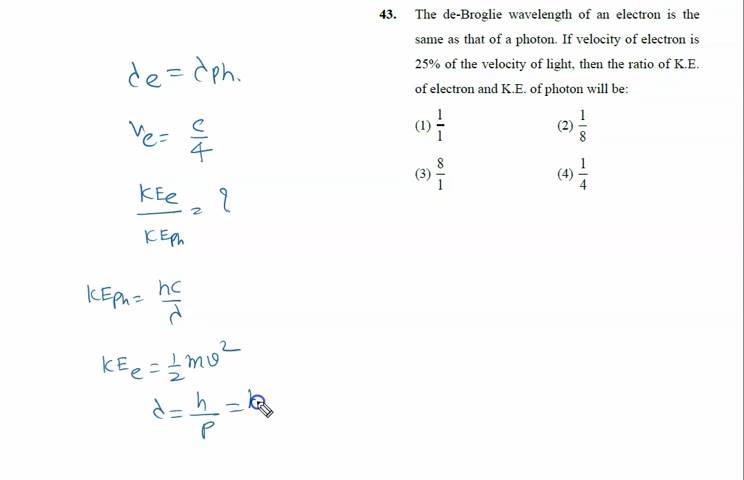 43. The de-Broglie wavelength of an electron is the
same as that of a photon. If velocity of electron is
25% of the velocity of light, then the ratio of K.E.
of electron and K.E. of photon will be:
(1) 1/1 (2) 1/8
(3) 8/1 (4) 1/4
λe = λph.
Ve = c/4
KEe/KEph = ?
KEph = hc/λ
KEe = 1/2 mv²
λ = h/p = h